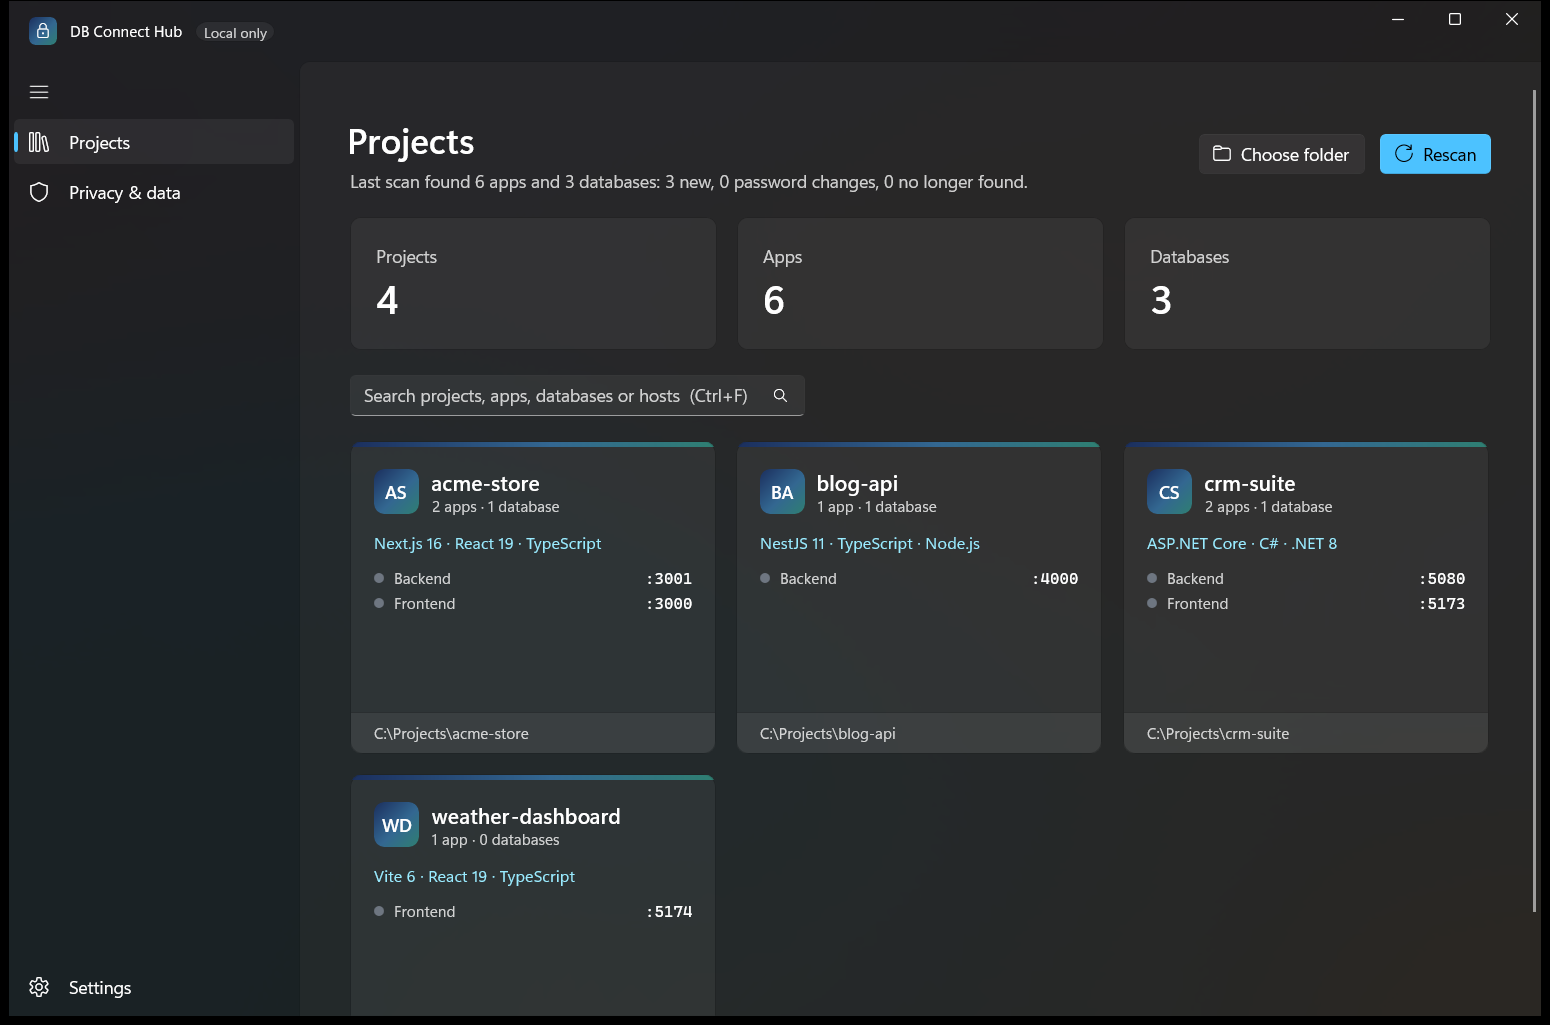 DB Connect Hub
Local only
Projects
Privacy & data
Projects
Choose folder
Rescan
Last scan found 6 apps and 3 databases: 3 new, 0 password changes, 0 no longer found.
Projects
4
Apps
6
Databases
3
Search projects, apps, databases or hosts (Ctrl+F)
AS
acme-store
2 apps · 1 database
Next.js 16 · React 19 · TypeScript
Backend :3001
Frontend :3000
C:\Projects\acme-store
BA
blog-api
1 app · 1 database
NestJS 11 · TypeScript · Node.js
Backend :4000
C:\Projects\blog-api
CS
crm-suite
2 apps · 1 database
ASP.NET Core · C# · .NET 8
Backend :5080
Frontend :5173
C:\Projects\crm-suite
WD
weather-dashboard
1 app · 0 databases
Vite 6 · React 19 · TypeScript
Frontend :5174
Settings